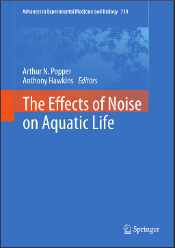 Advances in Experimental Medicine and Biology 730
Arthur N. Popper
Anthony Hawkins Editors
The Effects of Noise
on Aquatic Life
Springer